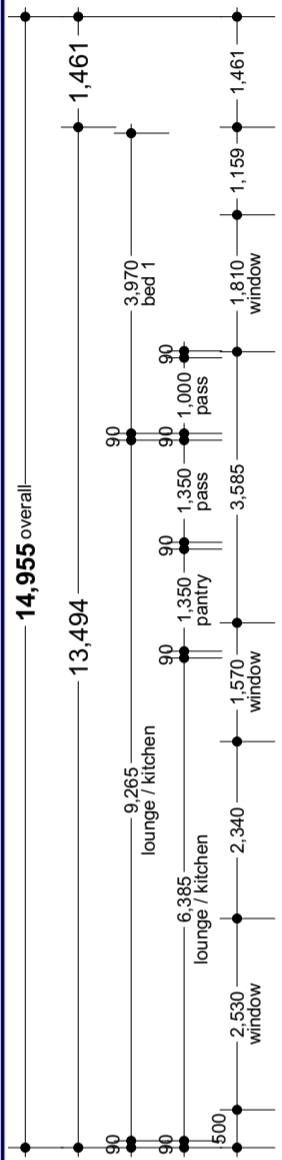 14,955 overall
13,494
1,461
90
9,265
lounge / kitchen
90
3,970
bed 1
90
6,385
lounge / kitchen
90
1,350
pantry
90
1,350
pass
90
1,000
pass
90
500
2,530
window
2,340
1,570
window
3,585
1,810
window
1,159
1,461